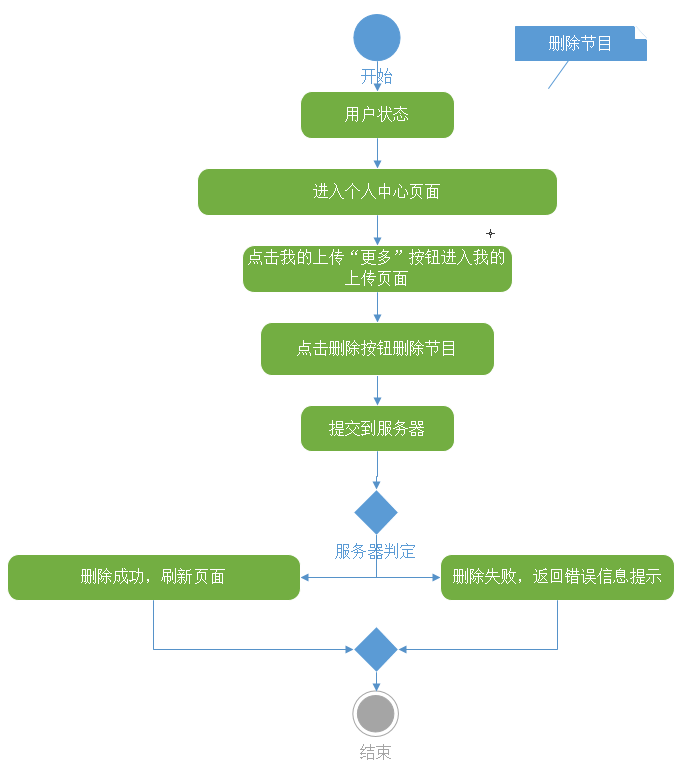 删除节目
开始
用户状态
进入个人中心页面
点击我的上传“更多”按钮进入我的
上传页面
点击删除按钮删除节目
提交到服务器
服务器判定
删除成功，刷新页面
删除失败，返回错误信息提示
结束